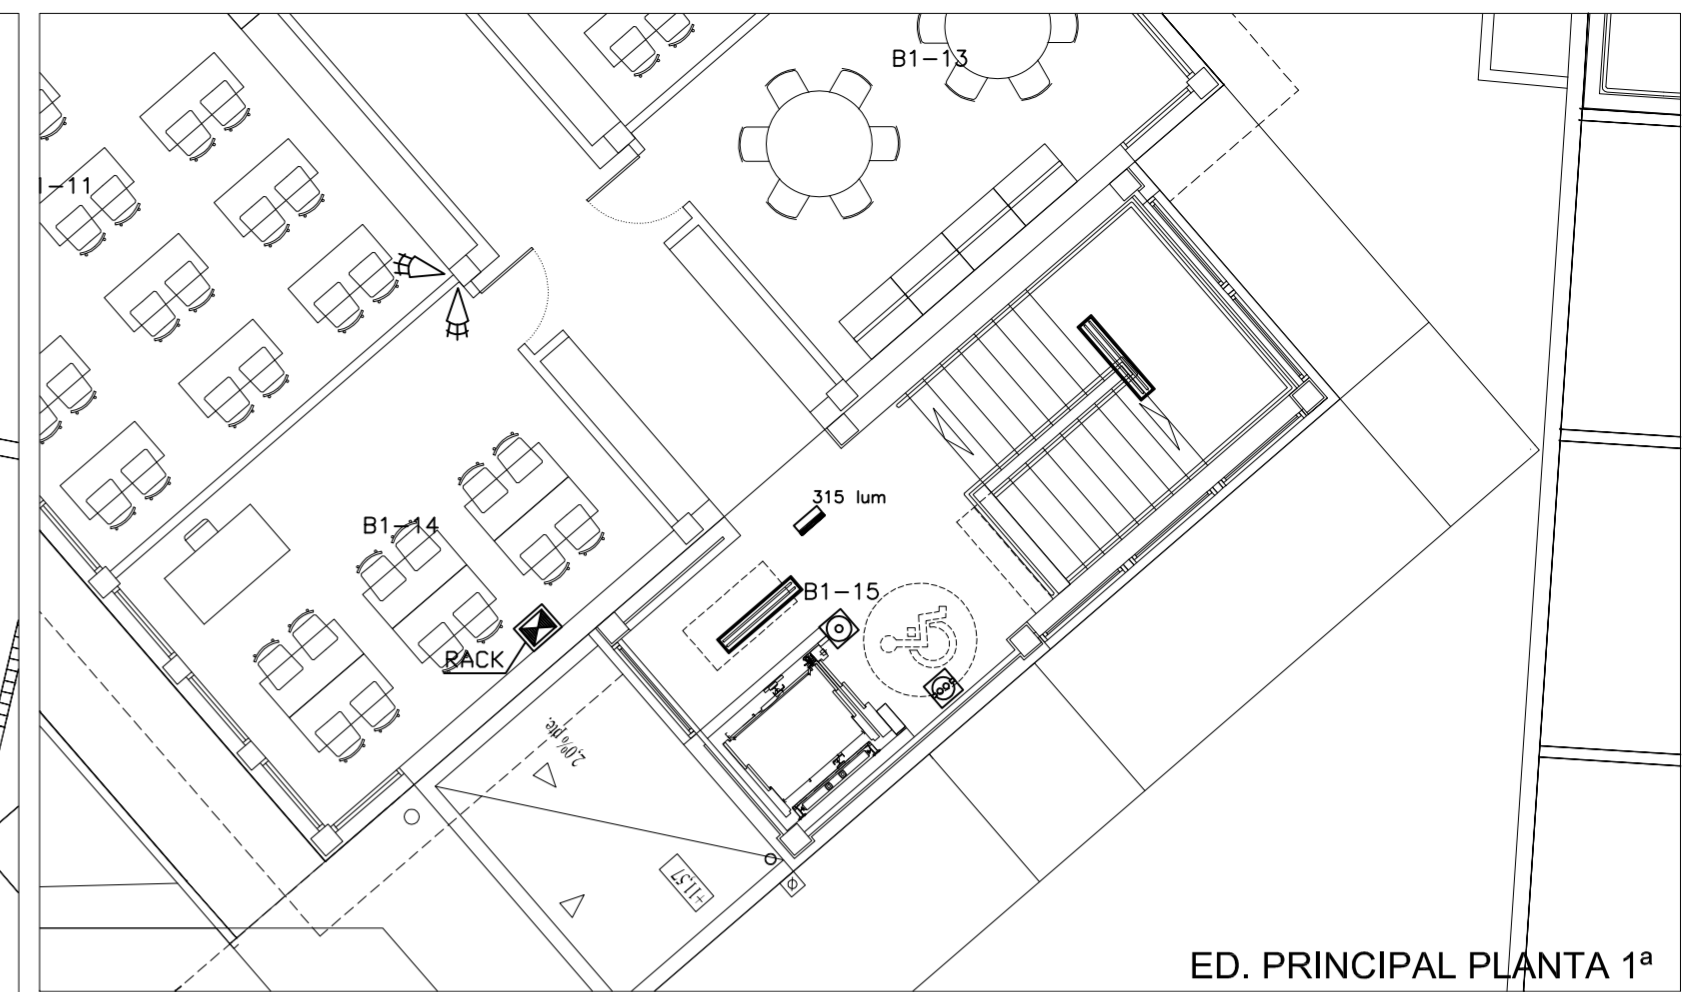 B1-13
1-11
315 lum
B1-14
B1-15
RACK
2,0% pte.
+11,57
ED. PRINCIPAL PLANTA 1ª